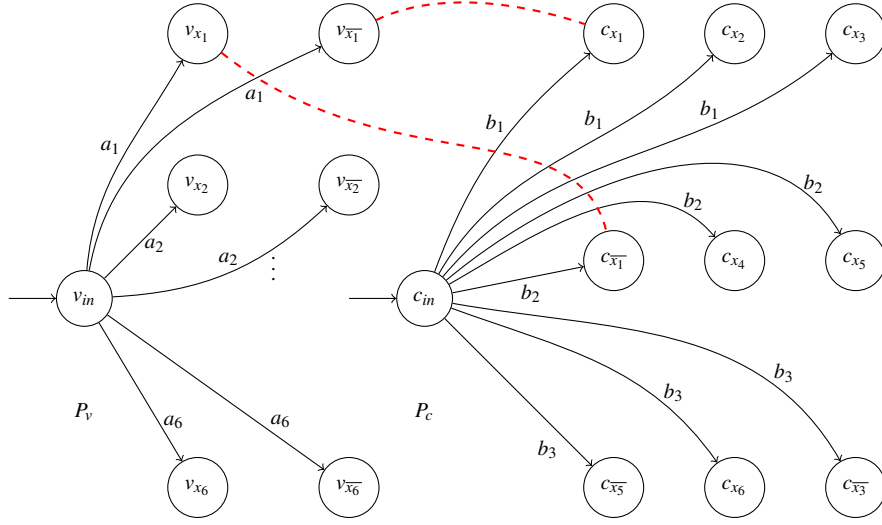 v_{x_1} v_{\overline{x_1}} c_{x_1} c_{x_2} c_{x_3}
a_1 a_1 b_1 b_1 b_1
v_{x_2} v_{\overline{x_2}} b_2
a_2 a_2 ⋮ c_{\overline{x_1}} c_{x_4} c_{x_5}
v_{in} c_{in} b_2
P_v a_6 a_6 P_c b_3 b_3 b_3
v_{x_6} v_{\overline{x_6}} c_{\overline{x_5}} c_{x_6} c_{\overline{x_3}}